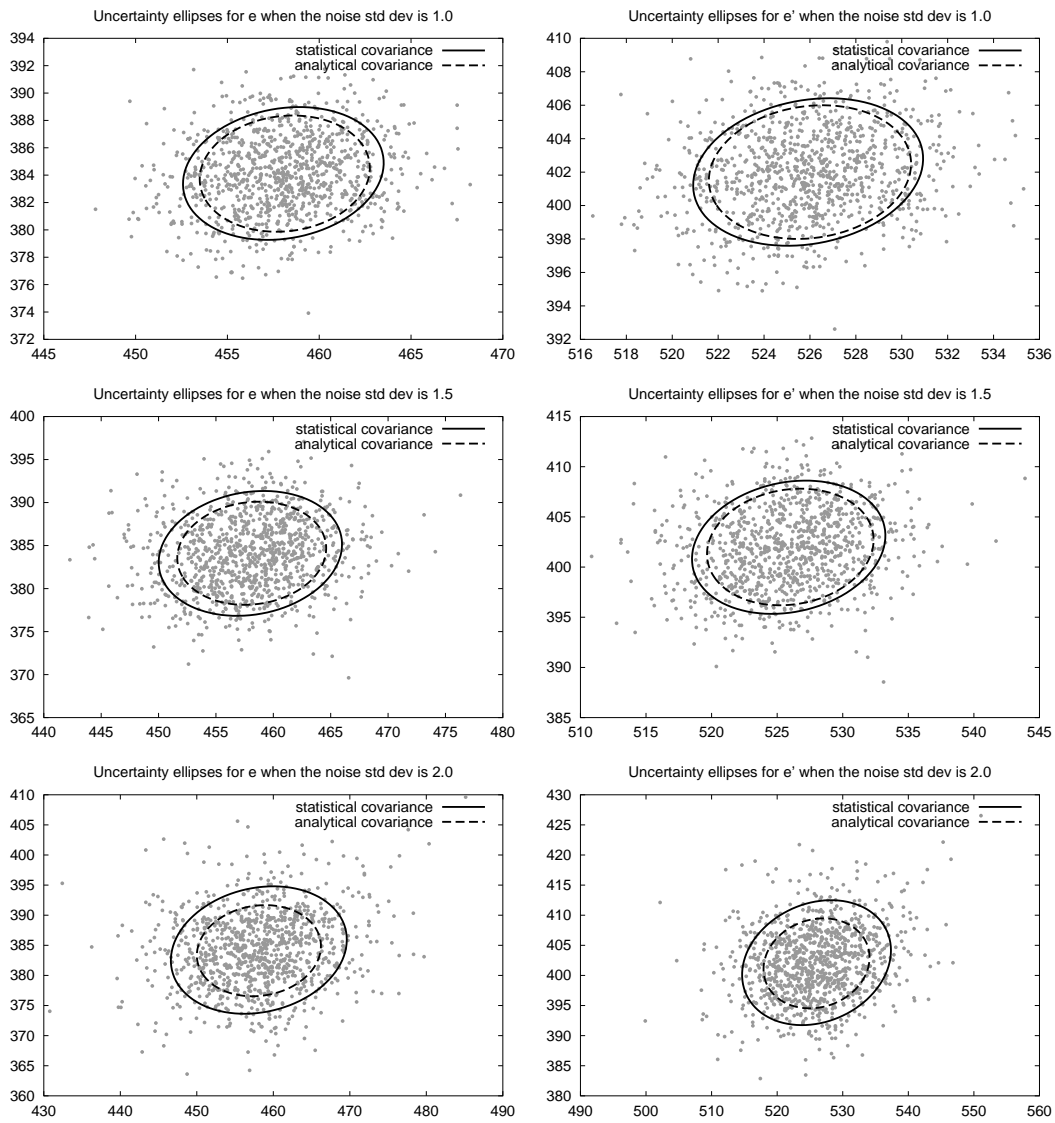 Uncertainty ellipses for e when the noise std dev is 1.0
394
392
390
388
386
384
382
380
378
376
374
372
445 450 455 460 465 470
statistical covariance
analytical covariance
Uncertainty ellipses for e' when the noise std dev is 1.0
410
408
406
404
402
400
398
396
394
392
516 518 520 522 524 526 528 530 532 534 536
statistical covariance
analytical covariance
Uncertainty ellipses for e when the noise std dev is 1.5
400
395
390
385
380
375
370
365
440 445 450 455 460 465 470 475 480
statistical covariance
analytical covariance
Uncertainty ellipses for e' when the noise std dev is 1.5
415
410
405
400
395
390
385
510 515 520 525 530 535 540 545
statistical covariance
analytical covariance
Uncertainty ellipses for e when the noise std dev is 2.0
410
405
400
395
390
385
380
375
370
365
360
430 440 450 460 470 480 490
statistical covariance
analytical covariance
Uncertainty ellipses for e' when the noise std dev is 2.0
430
425
420
415
410
405
400
395
390
385
380
490 500 510 520 530 540 550 560
statistical covariance
analytical covariance